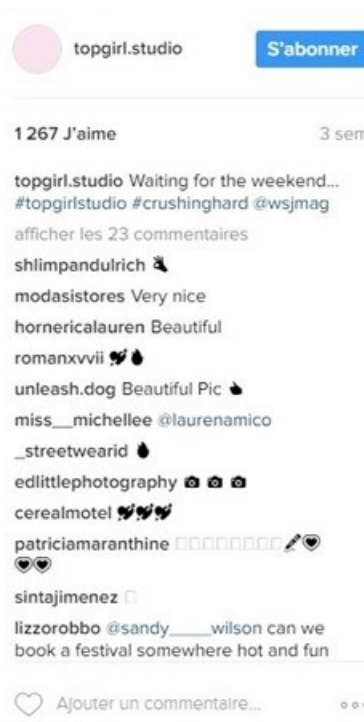 topgirl.studio
S'abonner
1 267 J'aime
3 sem
topgirl.studio Waiting for the weekend...
#topgirlstudio #crushinghard @wsjmag
afficher les 23 commentaires
shlimpandulrich
modasistores Very nice
hornericalauren Beautiful
romanxvvii
unleash.dog Beautiful Pic
miss__michellee @laurenamico
_streetwearid
edlittlephotography
cerealmotel
patriciamaranthine
sintajimenez
lizzorobbo @sandy____wilson can we
book a festival somewhere hot and fun
Ajouter un commentaire...